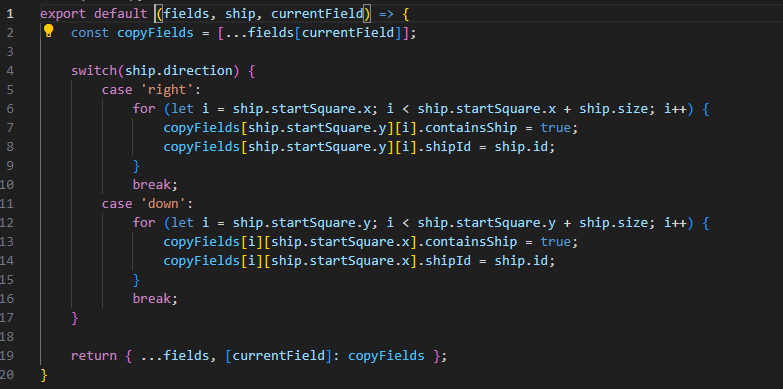 1 export default (fields, ship, currentField) => {
2     const copyFields = [...fields[currentField]];
3
4     switch(ship.direction) {
5         case 'right':
6             for (let i = ship.startSquare.x; i < ship.startSquare.x + ship.size; i++) {
7                 copyFields[ship.startSquare.y][i].containsShip = true;
8                 copyFields[ship.startSquare.y][i].shipId = ship.id;
9             }
10             break;
11         case 'down':
12             for (let i = ship.startSquare.y; i < ship.startSquare.y + ship.size; i++) {
13                 copyFields[i][ship.startSquare.x].containsShip = true;
14                 copyFields[i][ship.startSquare.x].shipId = ship.id;
15             }
16             break;
17     }
18
19     return { ...fields, [currentField]: copyFields };
20 }